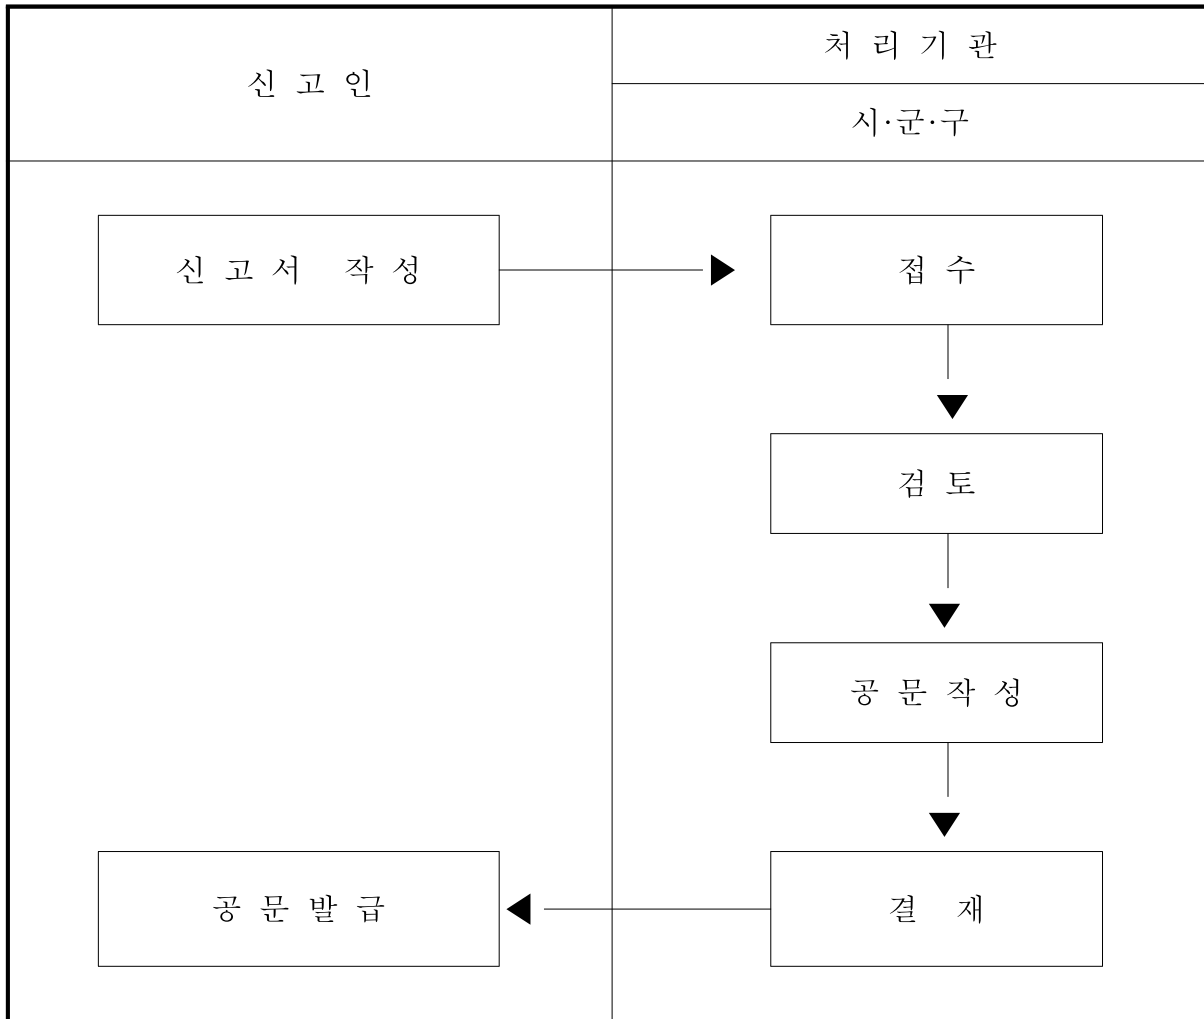 신 고 인
처 리 기 관
시·군·구
신 고 서 작 성
접 수
검 토
공 문 작 성
결 재
공 문 발 급